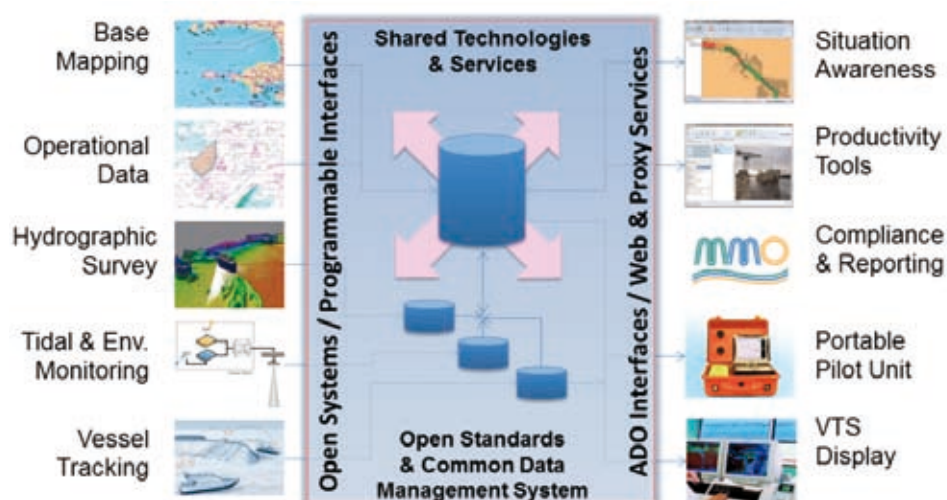 Base
Mapping
Operational
Data
Hydrographic
Survey
Tidal & Env.
Monitoring
Vessel
Tracking
Open Systems / Programmable Interfaces
Shared Technologies
& Services
Open Standards
& Common Data
Management System
ADO Interfaces / Web & Proxy Services
Situation
Awareness
Productivity
Tools
mmo
Compliance
& Reporting
Portable
Pilot Unit
VTS
Display